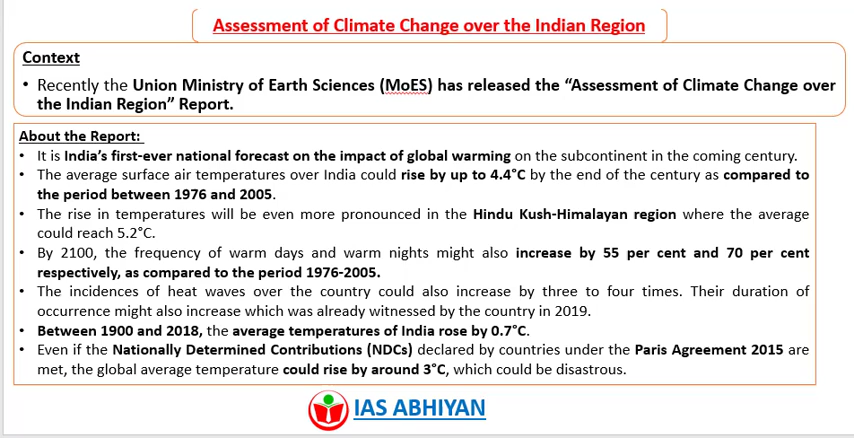 Assessment of Climate Change over the Indian Region
Context
• Recently the Union Ministry of Earth Sciences (MoES) has released the “Assessment of Climate Change over
the Indian Region” Report.
About the Report:
• It is India’s first-ever national forecast on the impact of global warming on the subcontinent in the coming century.
• The average surface air temperatures over India could rise by up to 4.4°C by the end of the century as compared to
the period between 1976 and 2005.
• The rise in temperatures will be even more pronounced in the Hindu Kush-Himalayan region where the average
could reach 5.2°C.
• By 2100, the frequency of warm days and warm nights might also increase by 55 per cent and 70 per cent
respectively, as compared to the period 1976-2005.
• The incidences of heat waves over the country could also increase by three to four times. Their duration of
occurrence might also increase which was already witnessed by the country in 2019.
• Between 1900 and 2018, the average temperatures of India rose by 0.7°C.
• Even if the Nationally Determined Contributions (NDCs) declared by countries under the Paris Agreement 2015 are
met, the global average temperature could rise by around 3°C, which could be disastrous.
IAS ABHIYAN